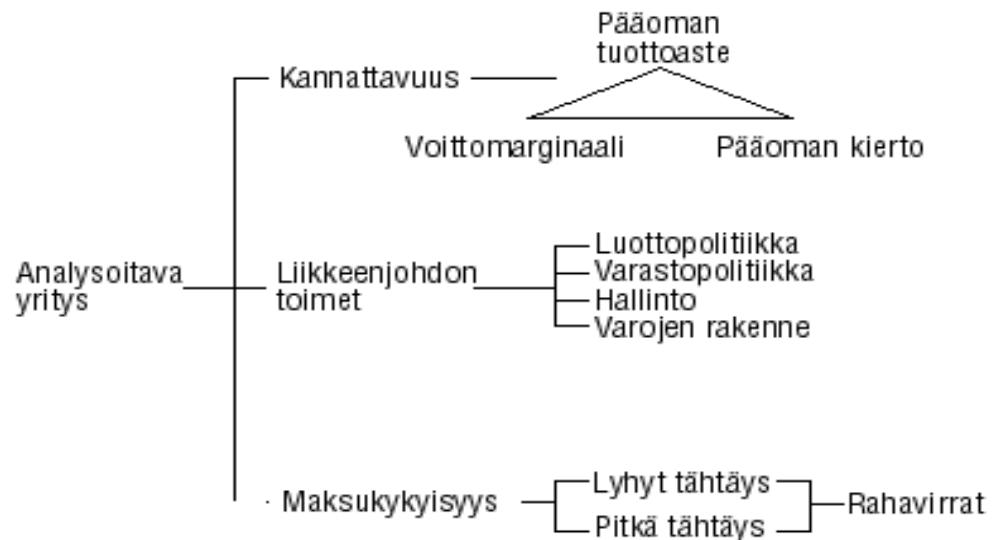 Pääoman
tuottoaste
Kannattavuus
Voittomarginaali
Pääoman kierto
Analysoitava
yritys
Liikkeenjohdon
toimet
Luottopolitiikka
Varastopolitiikka
Hallinto
Varojen rakenne
Maksukykyisyys
Lyhyt tähtäys
Pitkä tähtäys
Rahavirrat